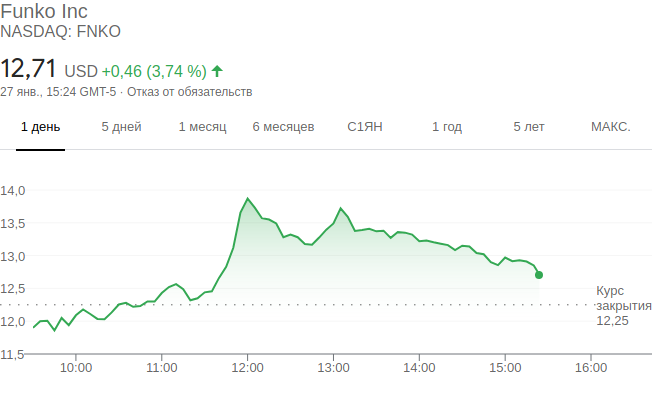 Funko Inc
NASDAQ: FNKO
12,71 USD +0,46 (3,74 %)
27 янв., 15:24 GMT-5 · Отказ от обязательств
1 день 5 дней 1 месяц 6 месяцев С1ЯН 1 год 5 лет МАКС.
14,0
13,5
13,0
12,5
12,0
11,5
Курс
закрытия
12,25
10:00 11:00 12:00 13:00 14:00 15:00 16:00